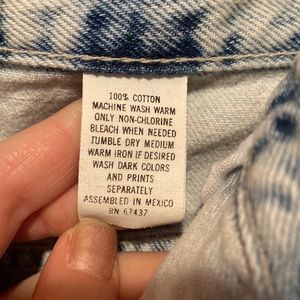 100% COTTON
MACHINE WASH WARM
ONLY NON-CHLORINE
BLEACH WHEN NEEDED
TUMBLE DRY MEDIUM
WARM IRON IF DESIRED
WASH DARK COLORS
AND PRINTS
SEPARATELY
ASSEMBLED IN MEXICO
RN 67437